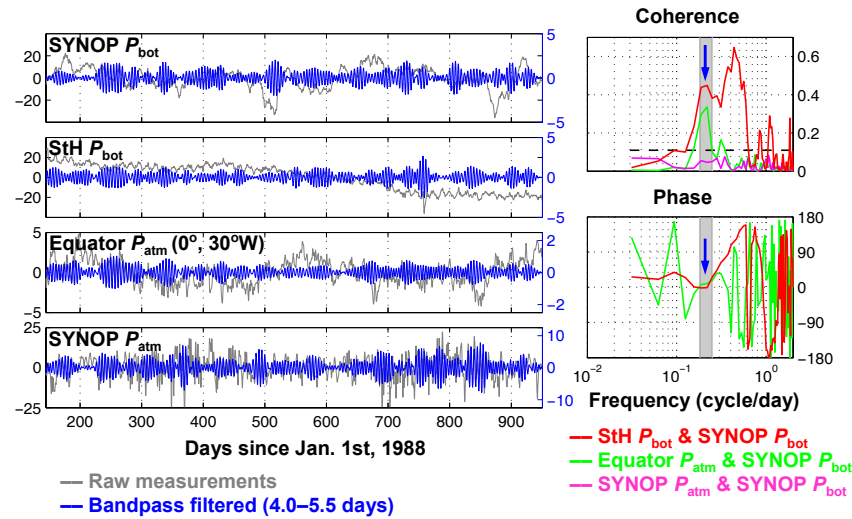 SYNOP Pbot
20
0
−20
5
0
−5
StH Pbot
20
0
−20
5
0
−5
Equator Patm (0°, 30°W)
5
0
−5
2
0
−2
SYNOP Patm
25
0
−25
10
0
−10
200 300 400 500 600 700 800 900
Days since Jan. 1st, 1988
Raw measurements
Bandpass filtered (4.0–5.5 days)
Coherence
0.6
0.4
0.2
0
Phase
180
90
0
−90
−180
10−2 10−1 100
Frequency (cycle/day)
StH Pbot & SYNOP Pbot
Equator Patm & SYNOP Pbot
SYNOP Patm & SYNOP Pbot